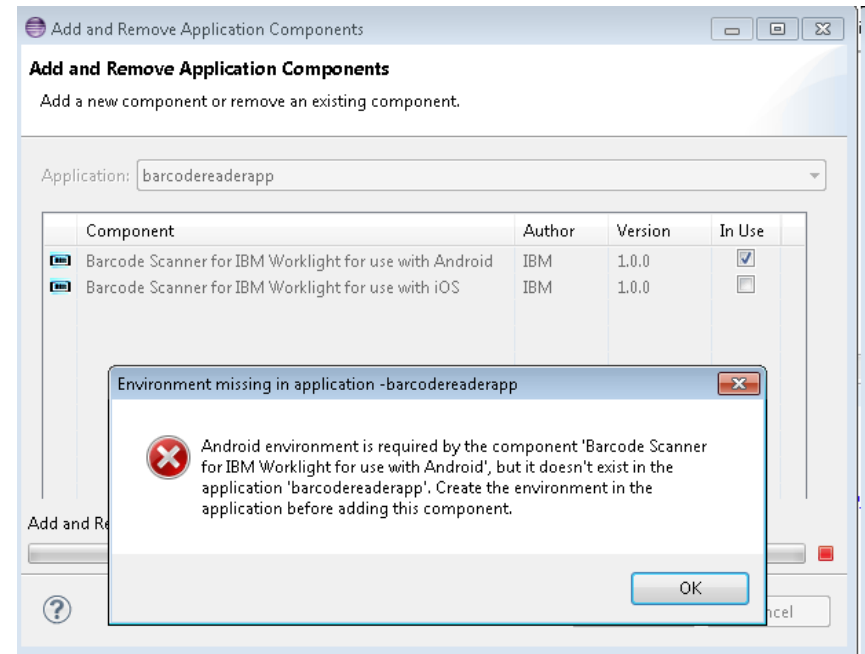 Add and Remove Application Components
Add and Remove Application Components
Add a new component or remove an existing component.
Application: barcodereaderapp
Component Author Version In Use
Barcode Scanner for IBM Worklight for use with Android IBM 1.0.0
Barcode Scanner for IBM Worklight for use with iOS IBM 1.0.0
Environment missing in application -barcodereaderapp
Android environment is required by the component 'Barcode Scanner
for IBM Worklight for use with Android', but it doesn't exist in the
application 'barcodereaderapp'. Create the environment in the
application before adding this component.
Add and Re
OK
ncel